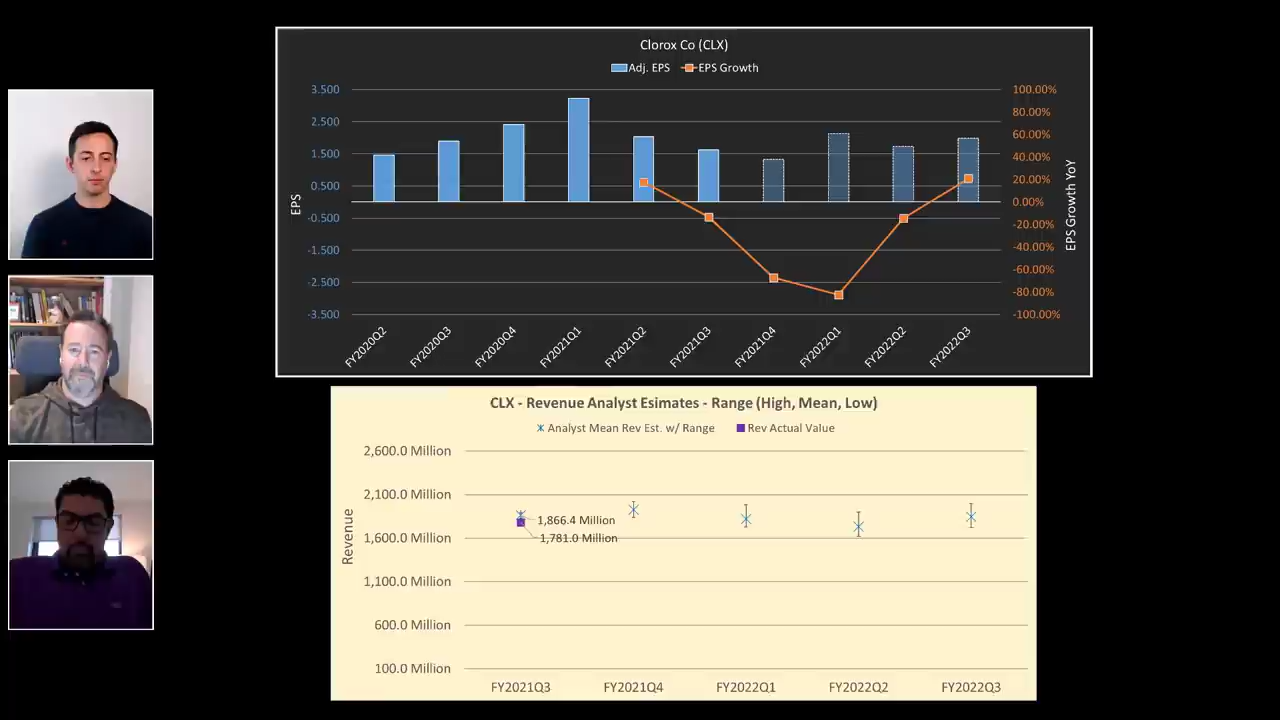 Clorox Co (CLX)
Adj. EPS EPS Growth
3.500
2.500
1.500
0.500
-0.500
-1.500
-2.500
-3.500
EPS
100.00%
80.00%
60.00%
40.00%
20.00%
0.00%
-20.00%
-40.00%
-60.00%
-80.00%
-100.00%
EPS Growth YoY
FY2020Q2 FY2020Q3 FY2020Q4 FY2021Q1 FY2021Q2 FY2021Q3 FY2021Q4 FY2022Q1 FY2022Q2 FY2022Q3
CLX - Revenue Analyst Esimates - Range (High, Mean, Low)
Analyst Mean Rev Est. w/ Range Rev Actual Value
2,600.0 Million
2,100.0 Million
1,600.0 Million
1,100.0 Million
600.0 Million
100.0 Million
Revenue
1,866.4 Million
1,781.0 Million
FY2021Q3 FY2021Q4 FY2022Q1 FY2022Q2 FY2022Q3